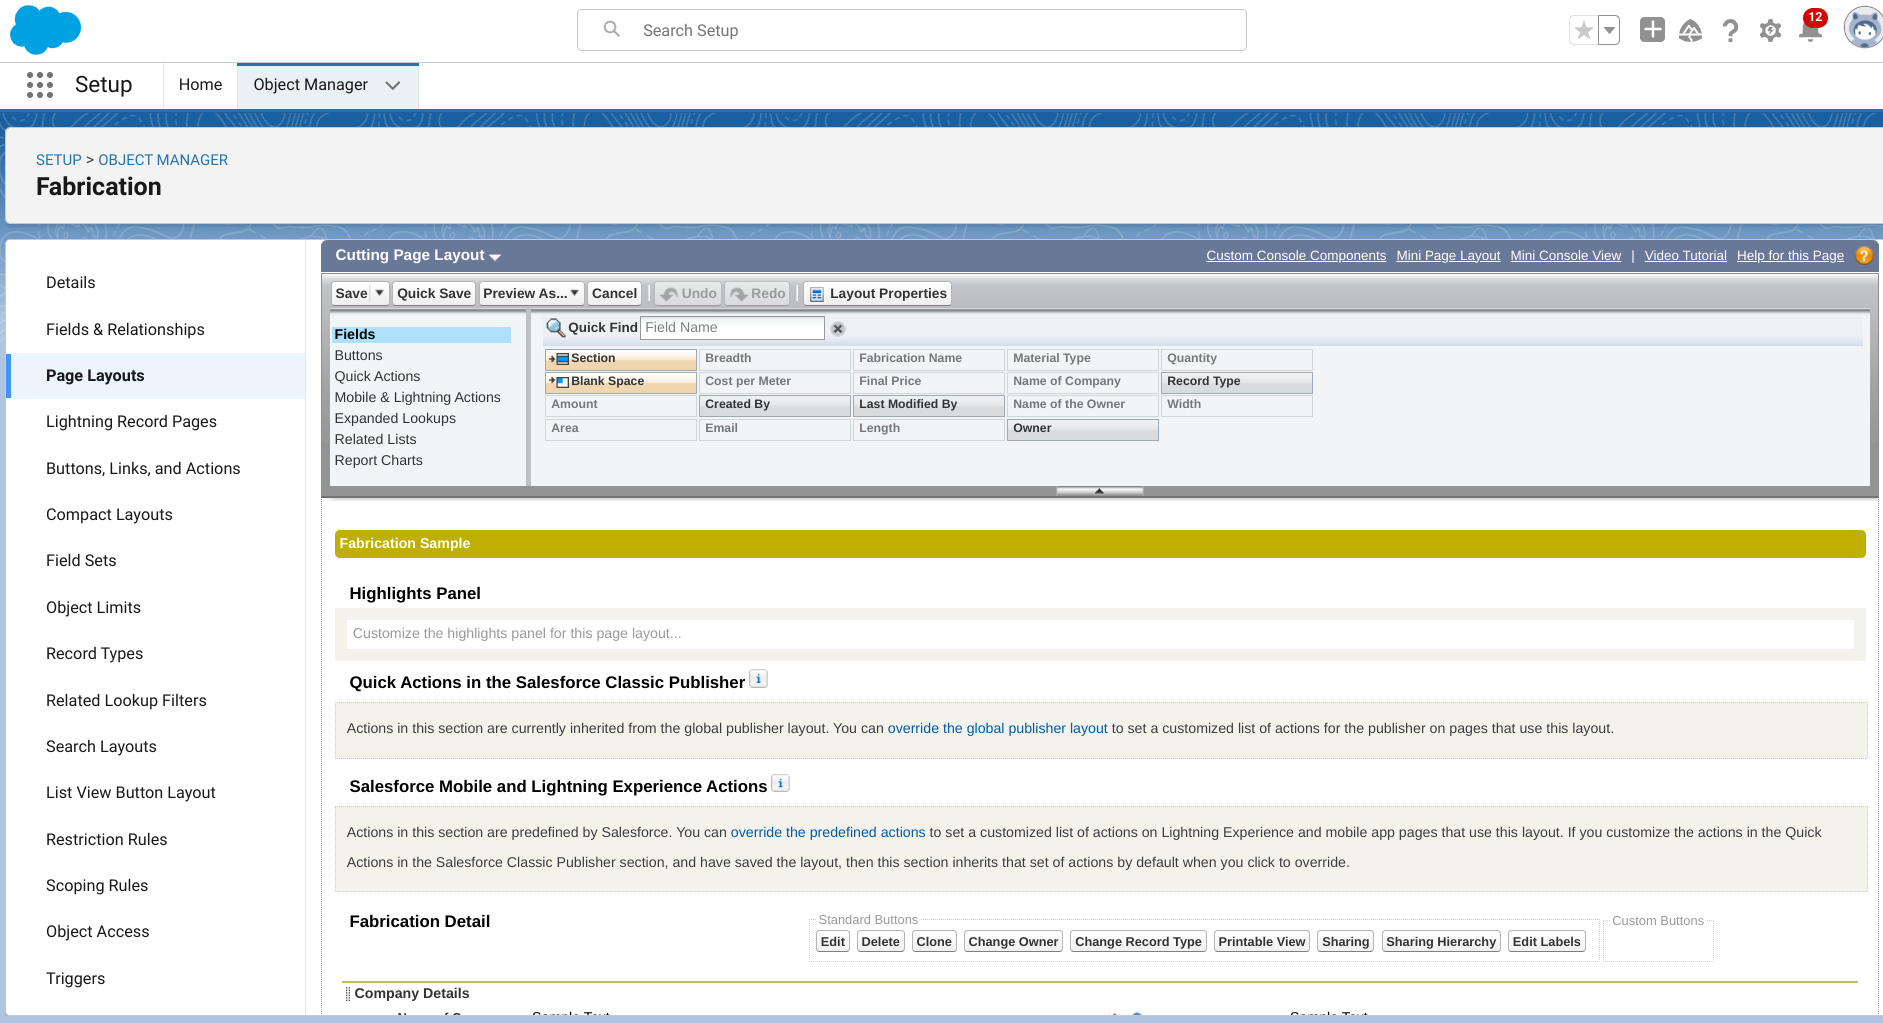 Search Setup
12
Setup
Home
Object Manager
SETUP > OBJECT MANAGER
Fabrication
Details
Fields & Relationships
Page Layouts
Lightning Record Pages
Buttons, Links, and Actions
Compact Layouts
Field Sets
Object Limits
Record Types
Related Lookup Filters
Search Layouts
List View Button Layout
Restriction Rules
Scoping Rules
Object Access
Triggers
Cutting Page Layout
Custom Console Components Mini Page Layout Mini Console View | Video Tutorial Help for this Page ?
Save Quick Save Preview As... Cancel | Undo Redo | Layout Properties
Fields
Buttons
Quick Actions
Mobile & Lightning Actions
Expanded Lookups
Related Lists
Report Charts
Quick Find Field Name
Section Breadth Fabrication Name Material Type Quantity
Blank Space Cost per Meter Final Price Name of Company Record Type
Amount Created By Last Modified By Name of the Owner Width
Area Email Length Owner
Fabrication Sample
Highlights Panel
Customize the highlights panel for this page layout...
Quick Actions in the Salesforce Classic Publisher i
Actions in this section are currently inherited from the global publisher layout. You can override the global publisher layout to set a customized list of actions for the publisher on pages that use this layout.
Salesforce Mobile and Lightning Experience Actions i
Actions in this section are predefined by Salesforce. You can override the predefined actions to set a customized list of actions on Lightning Experience and mobile app pages that use this layout. If you customize the actions in the Quick
Actions in the Salesforce Classic Publisher section, and have saved the layout, then this section inherits that set of actions by default when you click to override.
Fabrication Detail
Standard Buttons
Edit Delete Clone Change Owner Change Record Type Printable View Sharing Sharing Hierarchy Edit Labels
Custom Buttons
Company Details
Sample Text Sample Text